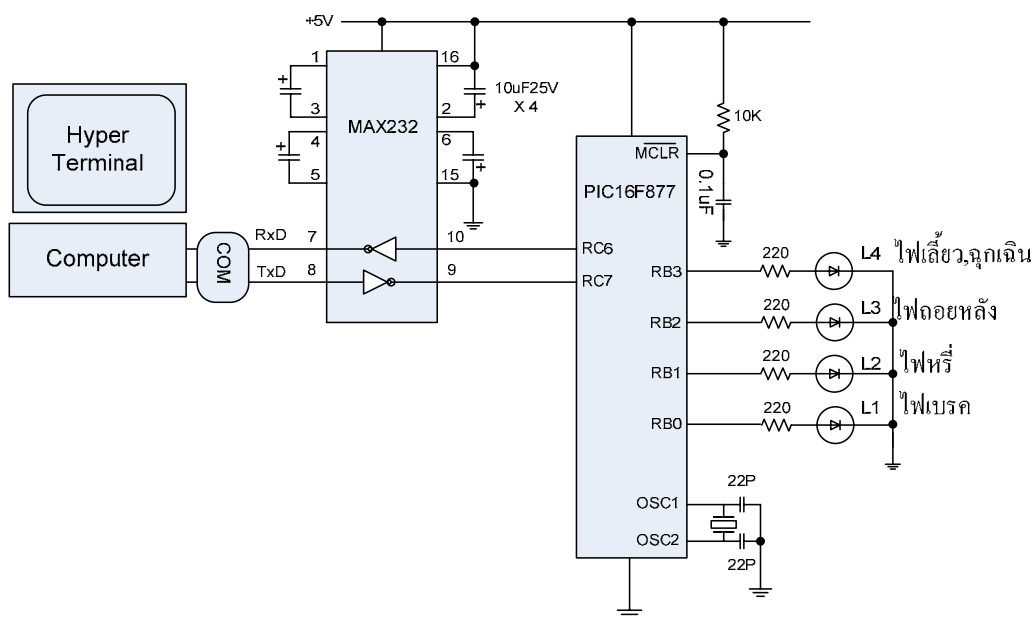 +5V
1
16
10uF25V
X 4
3
2
MAX232
4
6
5
15
Hyper
Terminal
Computer
COM
RxD
7
10
TxD
8
9
RC6
RC7
PIC16F877
MCLR
10K
0.1uF
RB3
220
L4
ไฟเลี้ยว,ฉุกเฉิน
RB2
220
L3
ไฟถอยหลัง
RB1
220
L2
ไฟหรี่
RB0
220
L1
ไฟเบรค
22P
OSC1
OSC2
22P